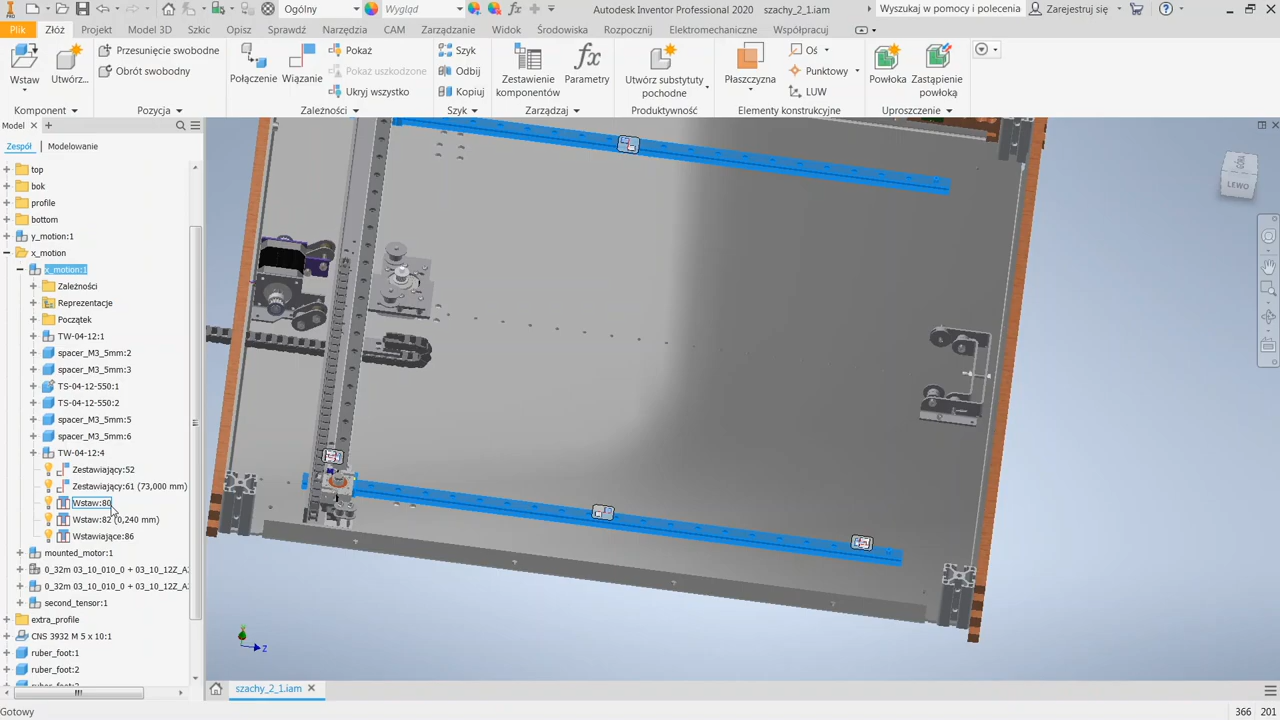 PRO
Ogólny
Wygląd
Autodesk Inventor Professional 2020 szachy_2_1.iam
Wyszukaj w pomocy i polecenia
Zarejestruj się
Plik Złóż Projekt Model 3D Szkic Opisz Sprawdź Narzędzia CAM Zarządzanie Widok Środowiska Rozpocznij Elektromechaniczne Współpracuj
Wstaw
Utwórz...
Przesunięcie swobodne
Obrót swobodny
Połączenie
Wiązanie
Pokaż
Pokaż uszkodzone
Ukryj wszystko
Szyk
Odbij
Kopiuj
Zestawienie
komponentów
Parametry
Utwórz substytuty
pochodne
Płaszczyzna
Oś
Punktowy
LUW
Powłoka
Zastąpienie
powłoką
Komponent Pozycja Zależności Szyk Zarządzaj Produktywność Elementy konstrukcyjne Uproszczenie
Model
Zespół Modelowanie
top
bok
profile
bottom
y_motion:1
x_motion
x_motion:1
Zależności
Reprezentacje
Początek
TW-04-12:1
spacer_M3_5mm:2
spacer_M3_5mm:3
TS-04-12-550:1
TS-04-12-550:2
spacer_M3_5mm:5
spacer_M3_5mm:6
TW-04-12:4
Zestawiający:52
Zestawiający:61 (73,000 mm)
Wstaw:80
Wstaw:82 (0,240 mm)
Wstawiające:86
mounted_motor:1
0_32m 03_10_010_0 + 03_10_12Z_A
0_32m 03_10_010_0 + 03_10_12Z_A
second_tensor:1
extra_profile
CNS 3932 M 5 x 10:1
ruber_foot:1
ruber_foot:2
LEWO
Z
szachy_2_1.iam
Gotowy
366 201